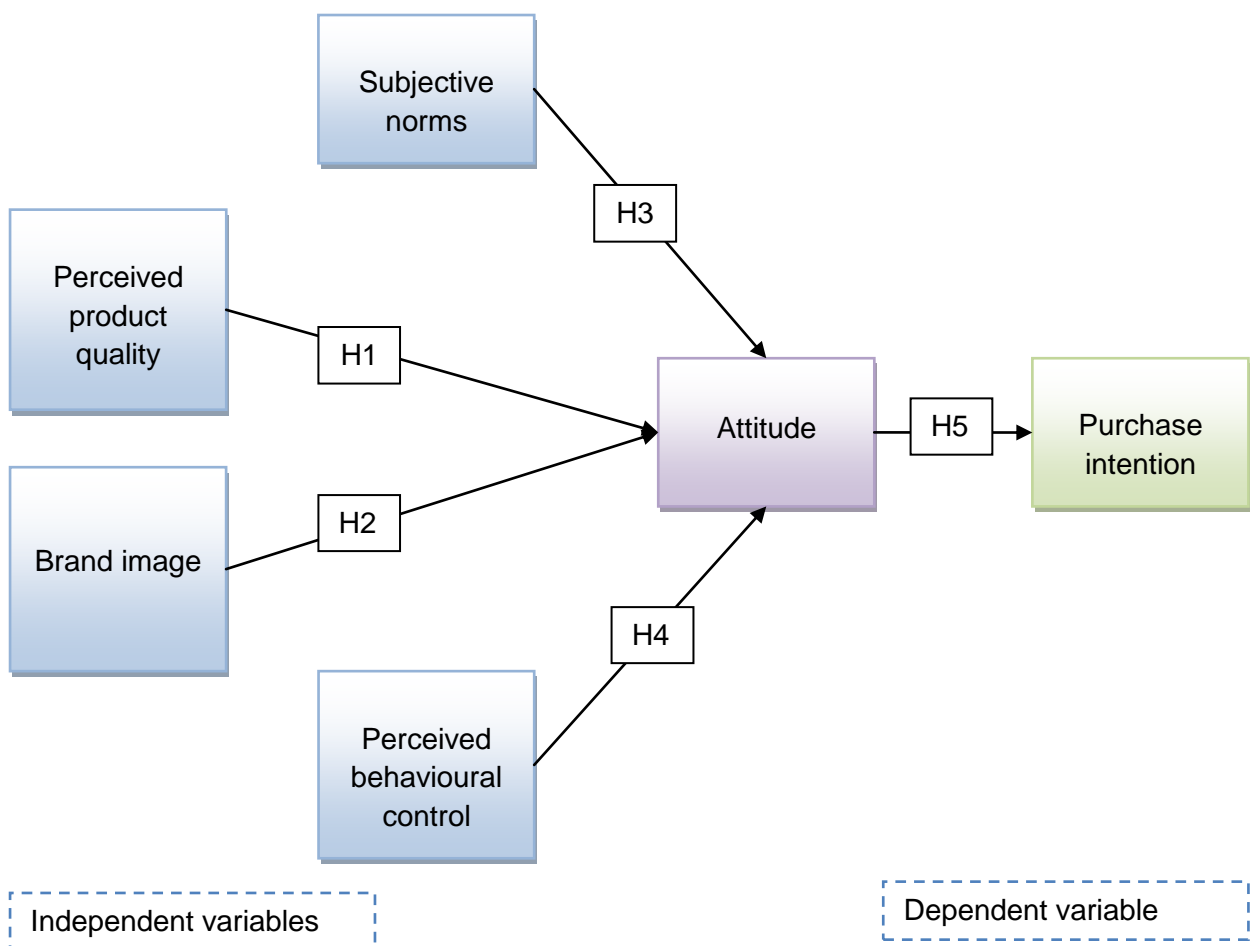 Subjective
norms
H3
Perceived
product
quality
H1
Attitude
H5
Purchase
intention
Brand image
H2
H4
Perceived
behavioural
control
Independent variables
Dependent variable